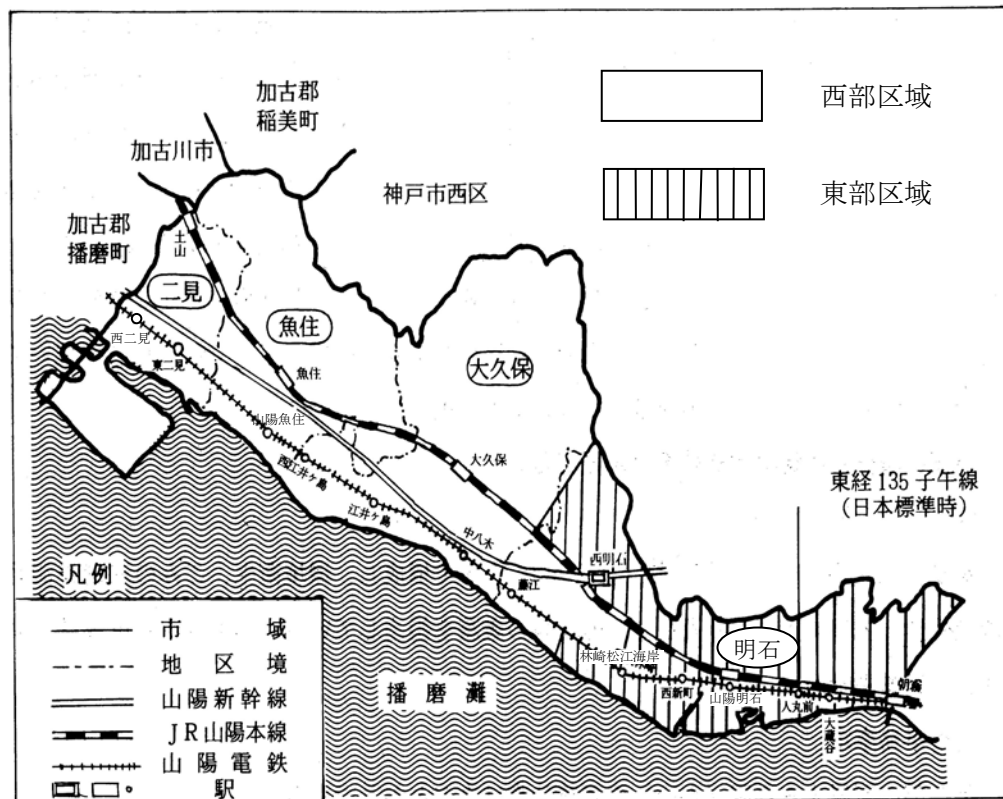 加古郡
稲美町
加古川市
神戸市西区
加古郡
播磨町
西部区域
東部区域
土山
二見
魚住
大久保
西二見
東二見
魚住
山陽魚住
西江井ヶ島
江井ヶ島
大久保
中八木
藤江
西明石
東経135子午線
(日本標準時)
明石
林崎松江海岸
西新町
山陽明石
人丸前
大蔵谷
朝霧
播磨灘
凡例
市域
地区境
山陽新幹線
JR山陽本線
山陽電鉄
駅